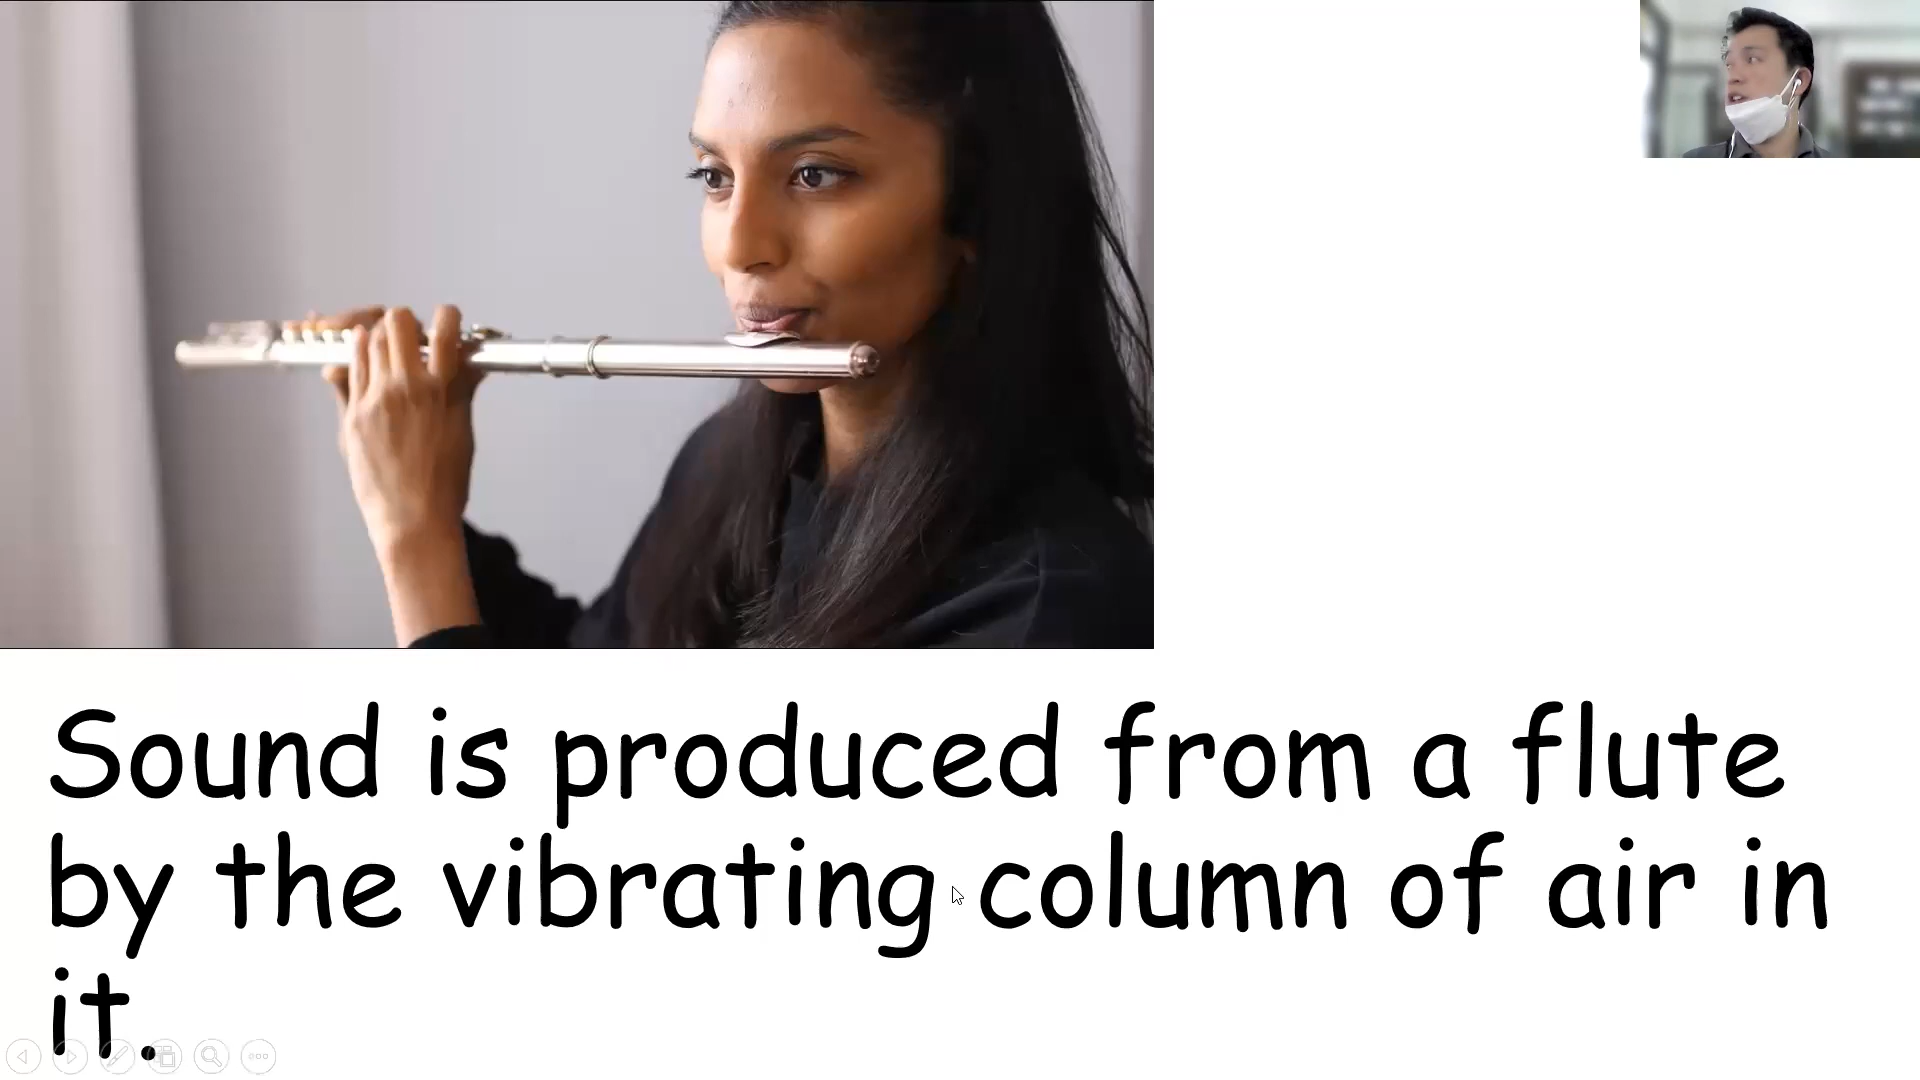 Sound is produced from a flute
by the vibrating column of air in
it.